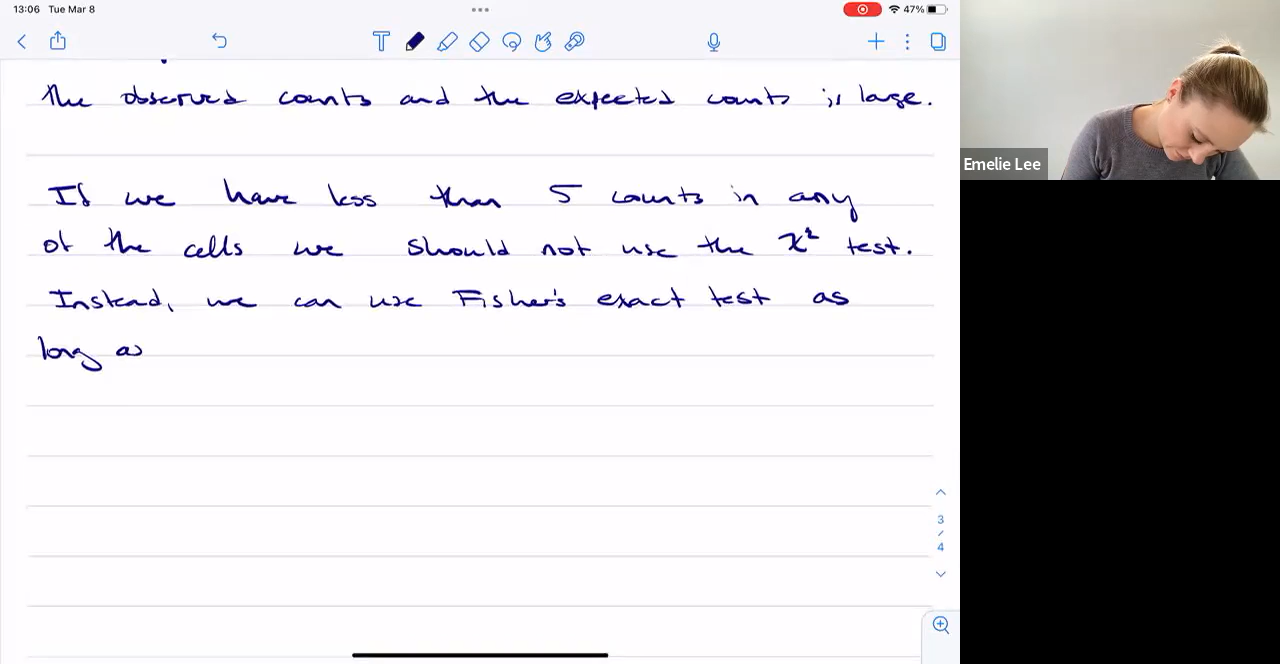 13:06 Tue Mar 8
47%
the observed counts and the expected counts is large.
Emelie Lee
If we have less than 5 counts in any
of the cells we should not use the χ² test.
Instead, we can use Fisher's exact test as
long as
3
/
4